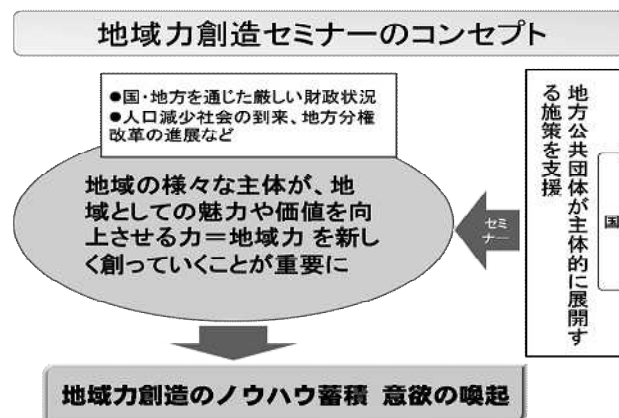 地域力創造セミナーのコンセプト
●国・地方を通じた厳しい財政状況
●人口減少社会の到来、地方分権
改革の進展など
地域の様々な主体が、地
域としての魅力や価値を向
上させる力＝地域力 を新し
く創っていくことが重要に
セミ
ナー
地方公共団体が主体的に展開す
る施策を支援
国
地域力創造のノウハウ蓄積 意欲の喚起